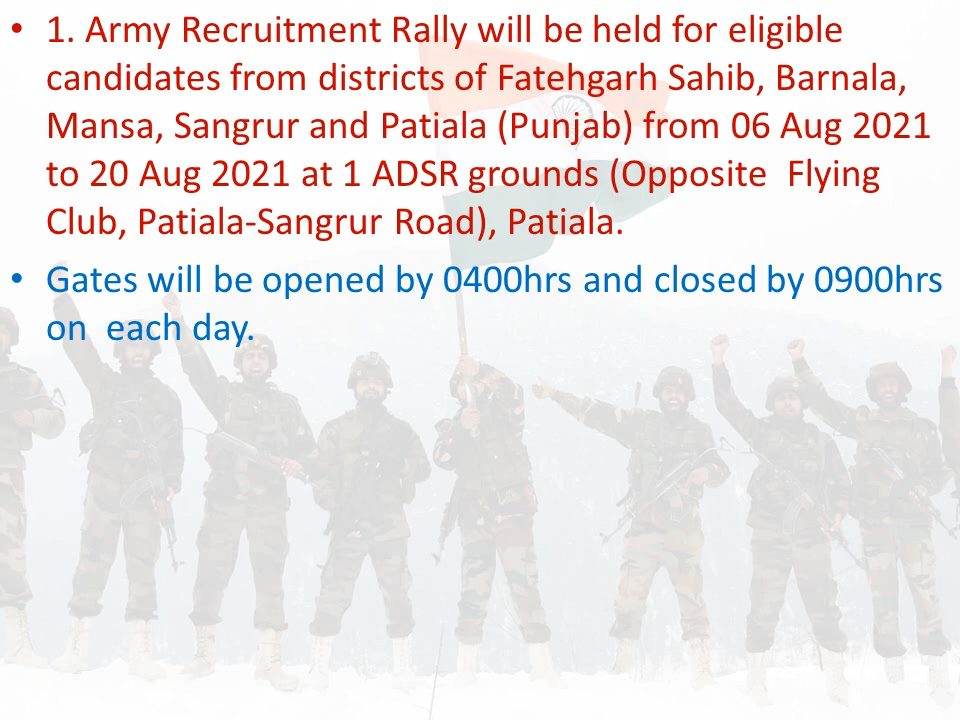 • 1. Army Recruitment Rally will be held for eligible
candidates from districts of Fatehgarh Sahib, Barnala,
Mansa, Sangrur and Patiala (Punjab) from 06 Aug 2021
to 20 Aug 2021 at 1 ADSR grounds (Opposite  Flying
Club, Patiala-Sangrur Road), Patiala.
• Gates will be opened by 0400hrs and closed by 0900hrs
on  each day.